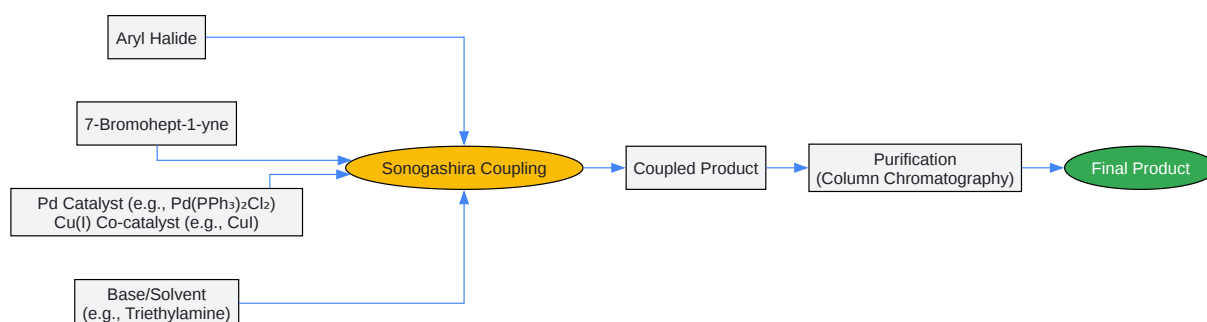 Aryl Halide
7-Bromohept-1-yne
Pd Catalyst (e.g., Pd(PPh₃)₂Cl₂)
Cu(I) Co-catalyst (e.g., CuI)
Base/Solvent
(e.g., Triethylamine)
Sonogashira Coupling
Coupled Product
Purification
(Column Chromatography)
Final Product